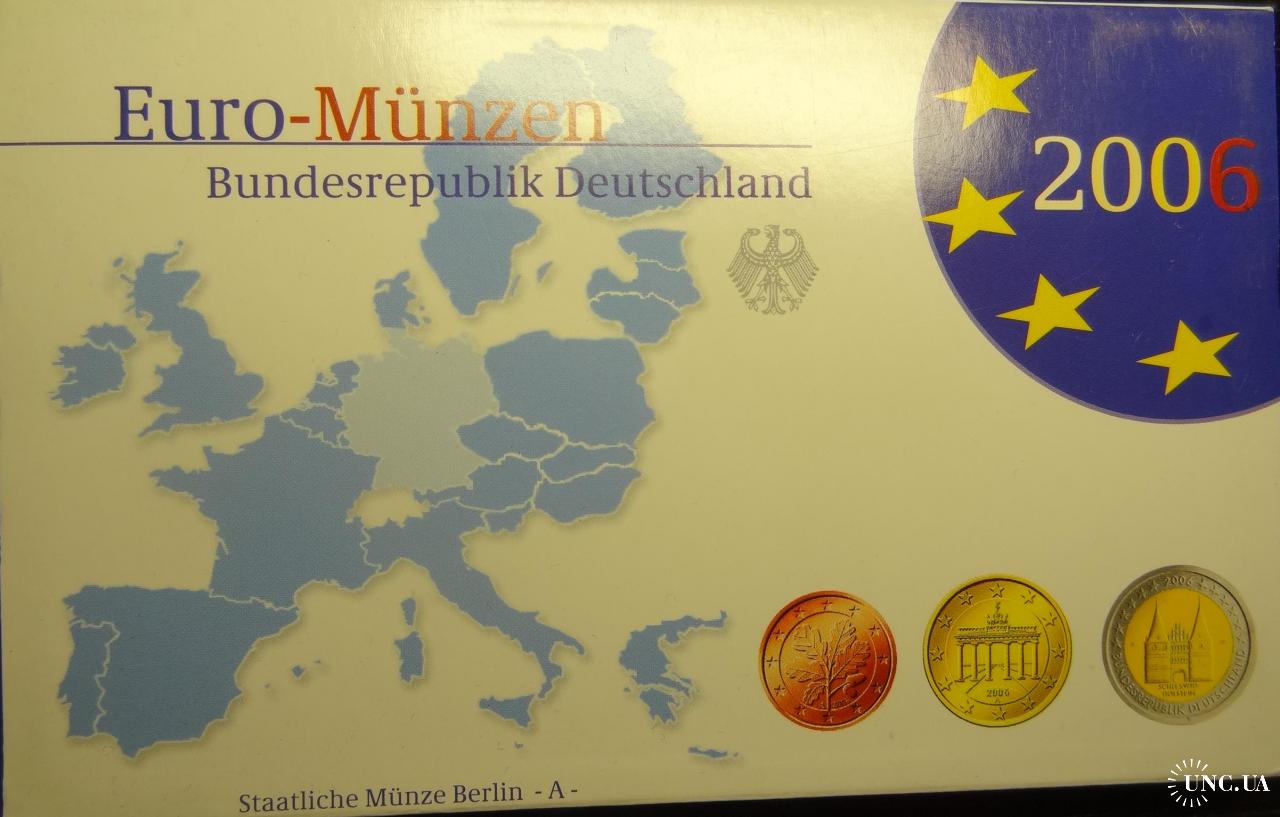 Euro-Münzen
Bundesrepublik Deutschland
2006
2006
2006
SCHLESWIG-
HOLSTEIN
BUNDESREPUBLIK DEUTSCHLAND
Staatliche Münze Berlin - A -
UNC.UA